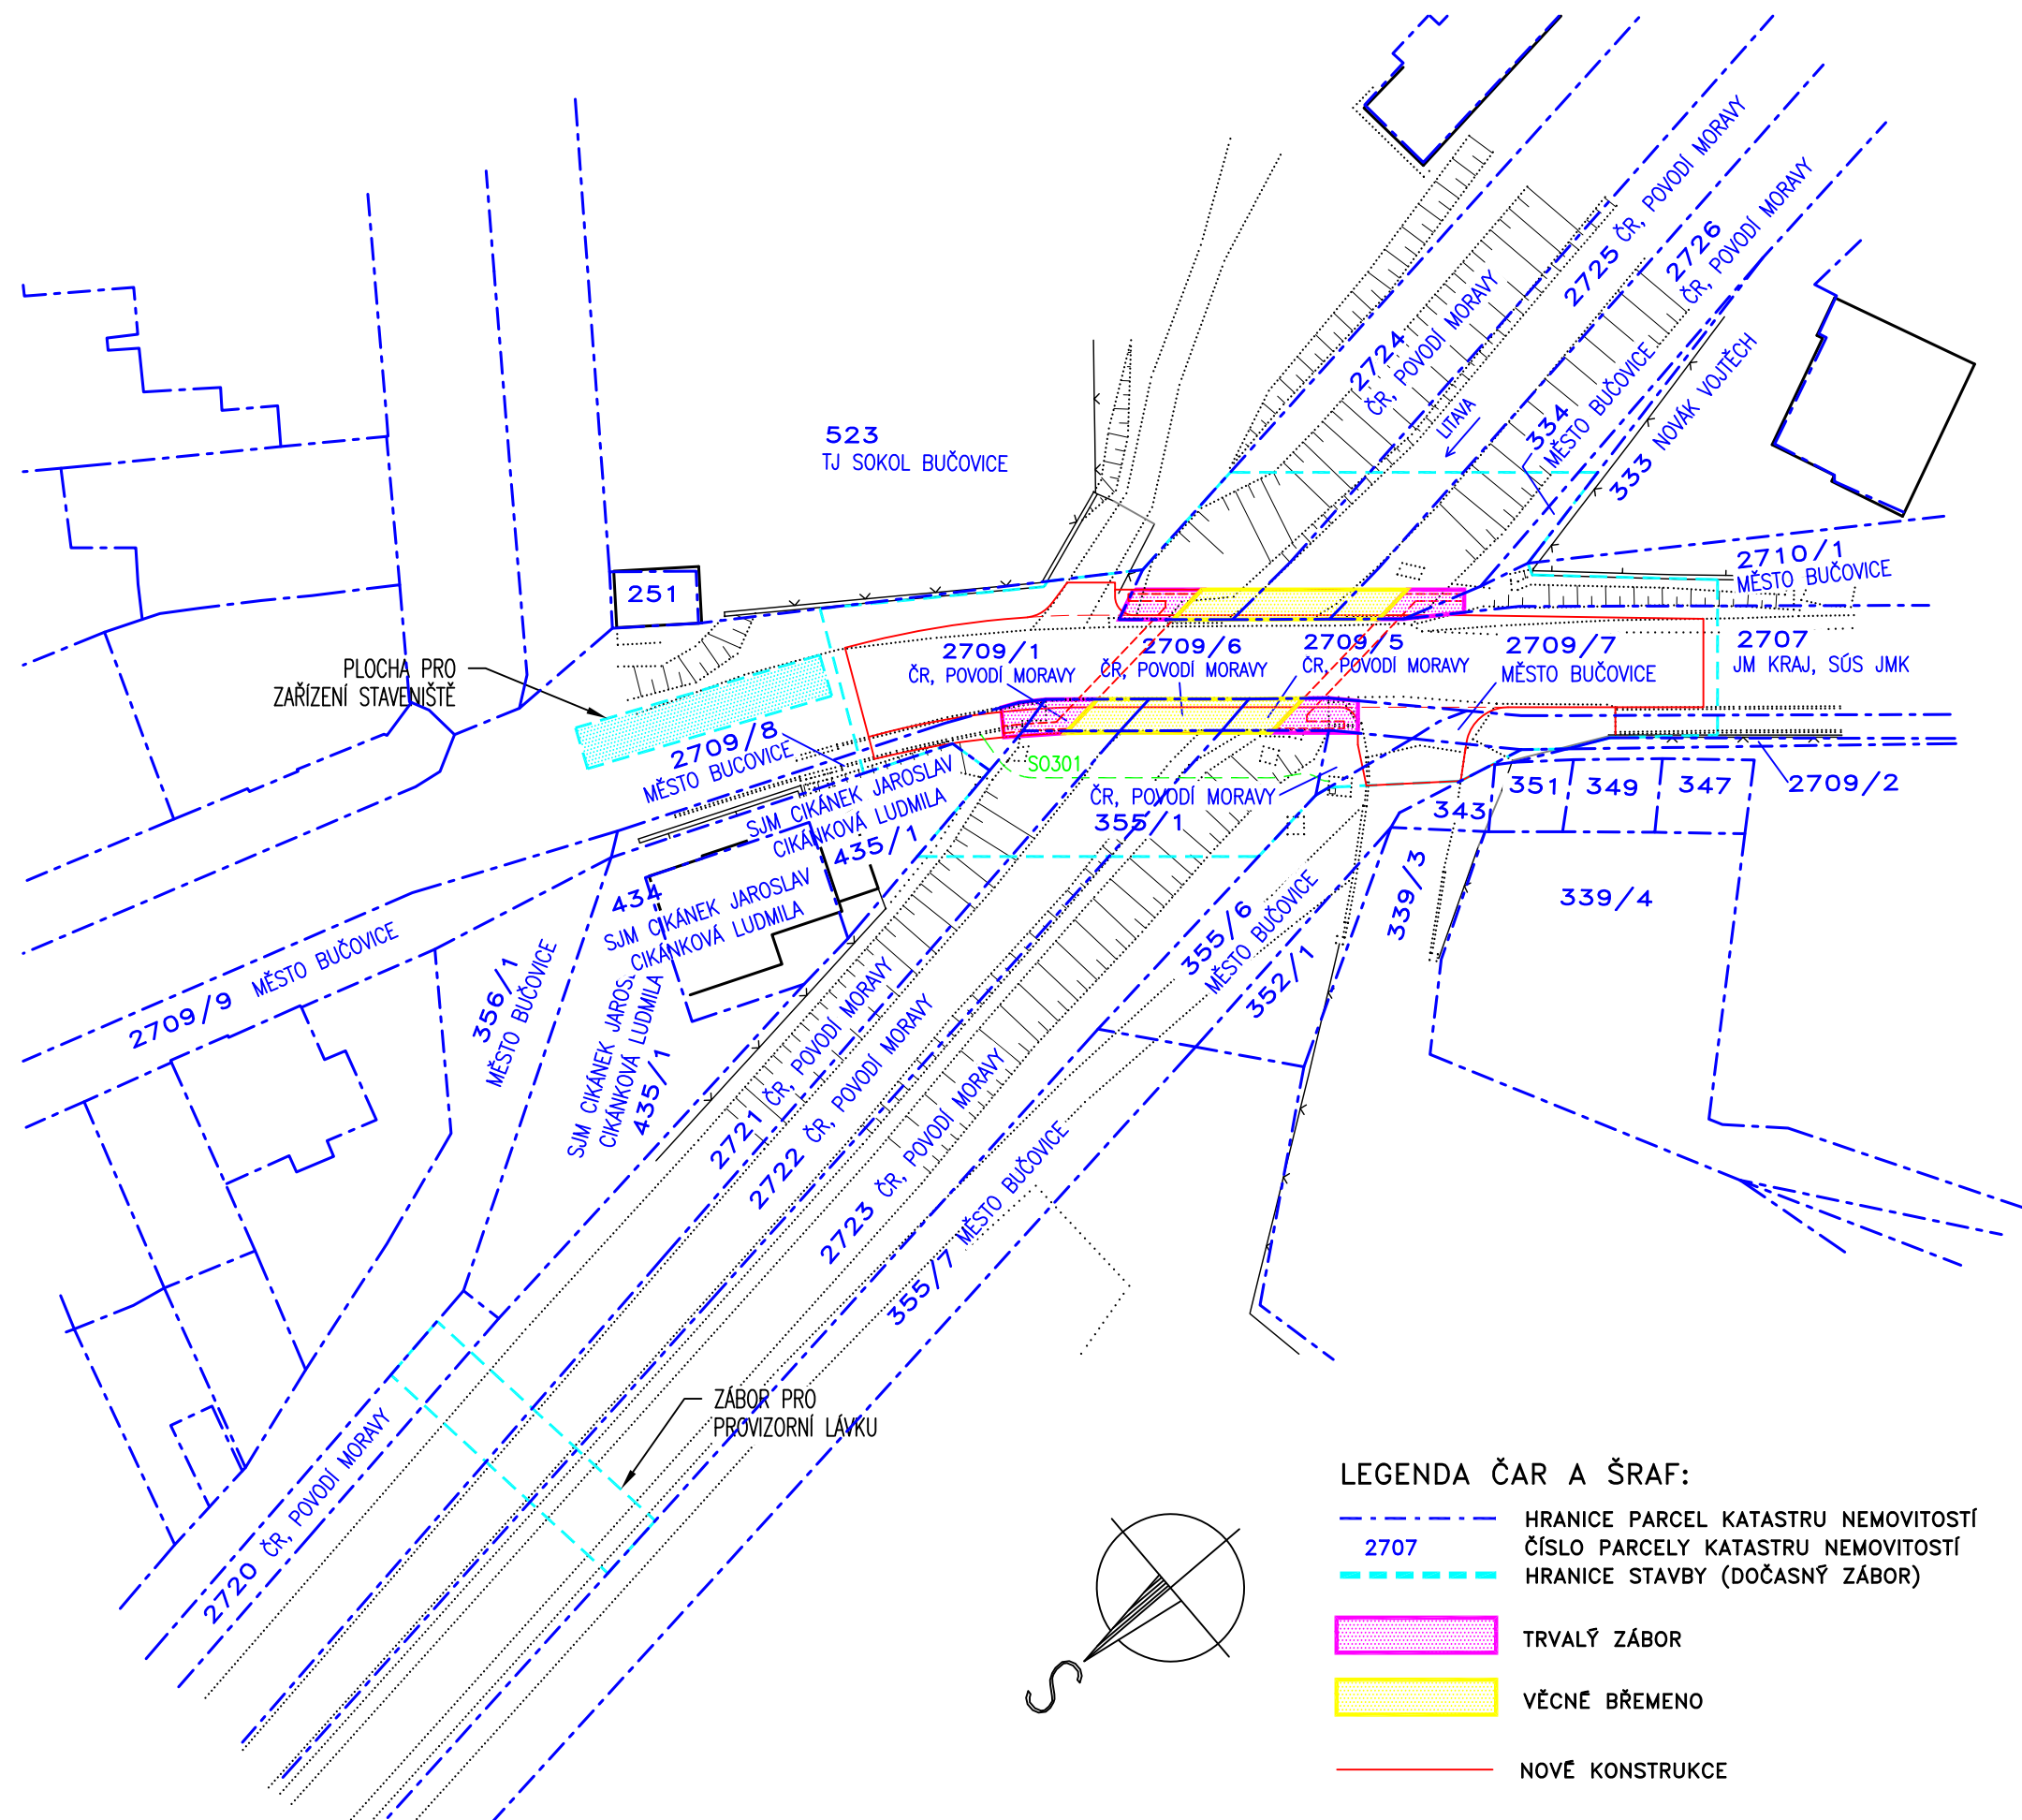 2725 ČR, POVODÍ MORAVY
2726
ČR, POVODÍ MORAVY
2724
ČR, POVODÍ MORAVY
LITAVA
334
MĚSTO BUČOVICE
333 NOVÁK VOJTĚCH
523
TJ SOKOL BUČOVICE
251
2710/1
MĚSTO BUČOVICE
2707
JM KRAJ, SÚS JMK
2709/1
ČR, POVODÍ MORAVY
2709/6
ČR, POVODÍ MORAVY
2709/5
ČR, POVODÍ MORAVY
2709/7
MĚSTO BUČOVICE
PLOCHA PRO
ZAŘÍZENÍ STAVENIŠTĚ
2709/8
MĚSTO BUČOVICE
SO301
SJM CIKÁNEK JAROSLAV
CIKÁNKOVÁ LUDMILA
435/1
ČR, POVODÍ MORAVY
355/1
343
351
349
347
2709/2
339/3
339/4
434
SJM CIKÁNEK JAROSLAV
CIKÁNKOVÁ LUDMILA
355/6
MĚSTO BUČOVICE
352/1
2709/9 MĚSTO BUČOVICE
356/1
MĚSTO BUČOVICE
SJM CIKÁNEK JAROS
CIKÁNKOVÁ LUDMILA
435/1
2721 ČR, POVODÍ MORAVY
2722 ČR, POVODÍ MORAVY
2723 ČR, POVODÍ MORAVY
355/7 MĚSTO BUČOVICE
2720 ČR, POVODÍ MORAVY
ZÁBOR PRO
PROVIZORNÍ LÁVKU
S
LEGENDA ČAR A ŠRAF:
HRANICE PARCEL KATASTRU NEMOVITOSTÍ
2707 ČÍSLO PARCELY KATASTRU NEMOVITOSTÍ
HRANICE STAVBY (DOČASNÝ ZÁBOR)
TRVALÝ ZÁBOR
VĚCNÉ BŘEMENO
NOVÉ KONSTRUKCE